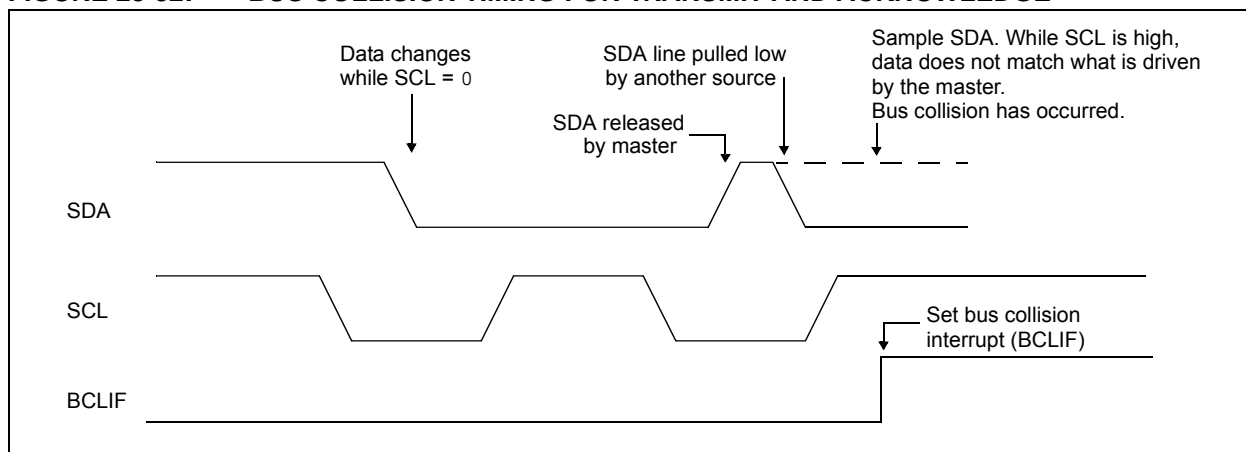 Data changes
while SCL = 0
SDA line pulled low
by another source
SDA released
by master
Sample SDA. While SCL is high,
data does not match what is driven
by the master.
Bus collision has occurred.
SDA
SCL
Set bus collision
interrupt (BCLIF)
BCLIF